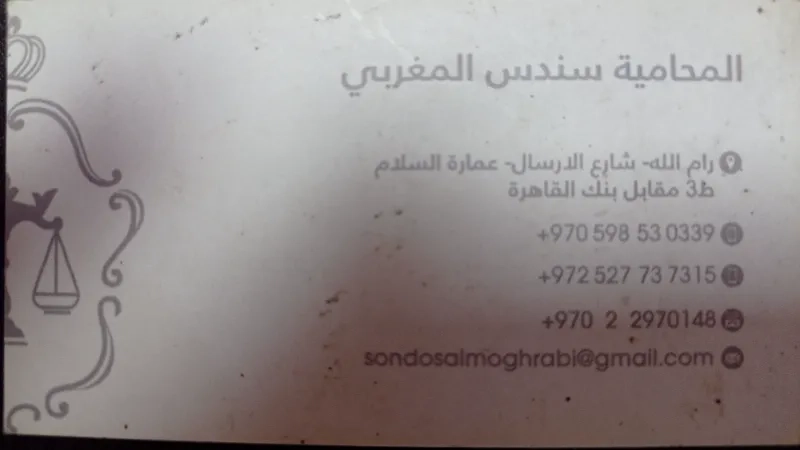 المحامية سندس المغربي
رام الله- شارع الارسال- عمارة السلام
ط3 مقابل بنك القاهرة
+970 598 53 0339
+972 527 73 7315
+970 2 2970148
sondosalmoghrabi@gmail.com